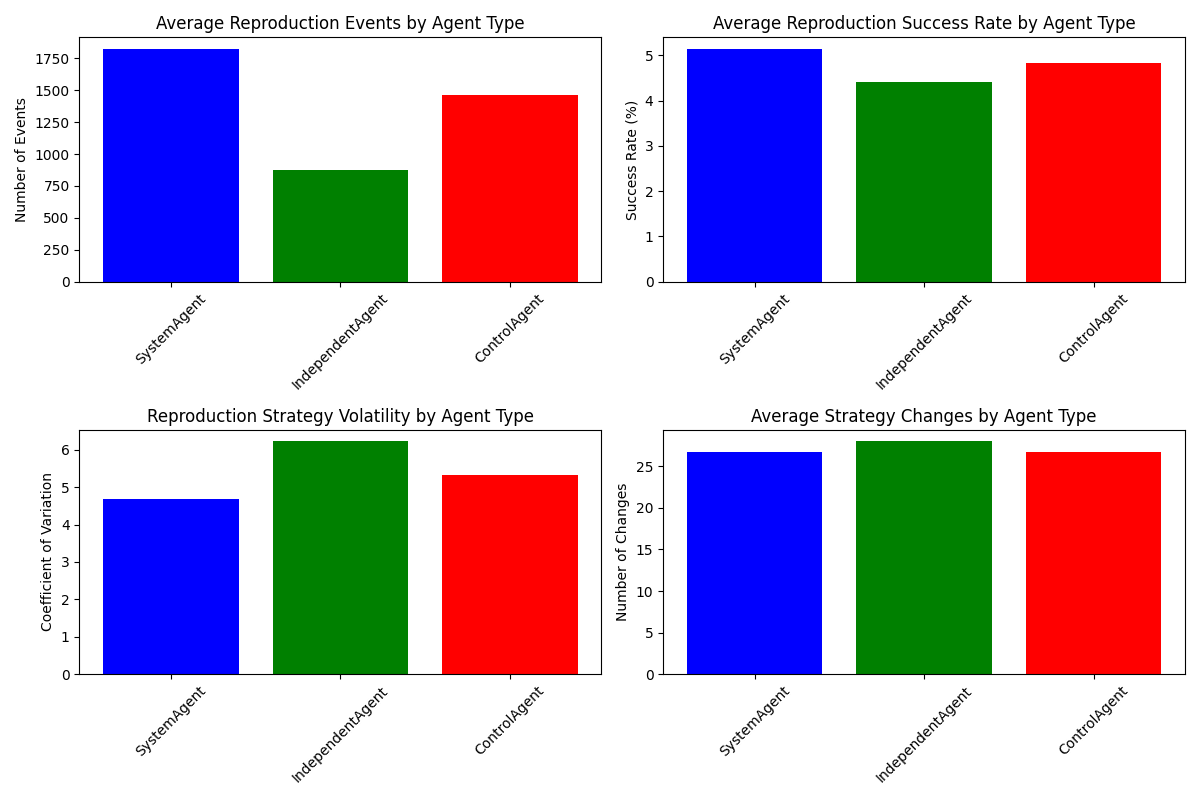 Average Reproduction Events by Agent Type
Number of Events
1750
1500
1250
1000
750
500
250
0
SystemAgent
IndependentAgent
ControlAgent
Average Reproduction Success Rate by Agent Type
Success Rate (%)
5
4
3
2
1
0
SystemAgent
IndependentAgent
ControlAgent
Reproduction Strategy Volatility by Agent Type
Coefficient of Variation
6
5
4
3
2
1
0
SystemAgent
IndependentAgent
ControlAgent
Average Strategy Changes by Agent Type
Number of Changes
25
20
15
10
5
0
SystemAgent
IndependentAgent
ControlAgent